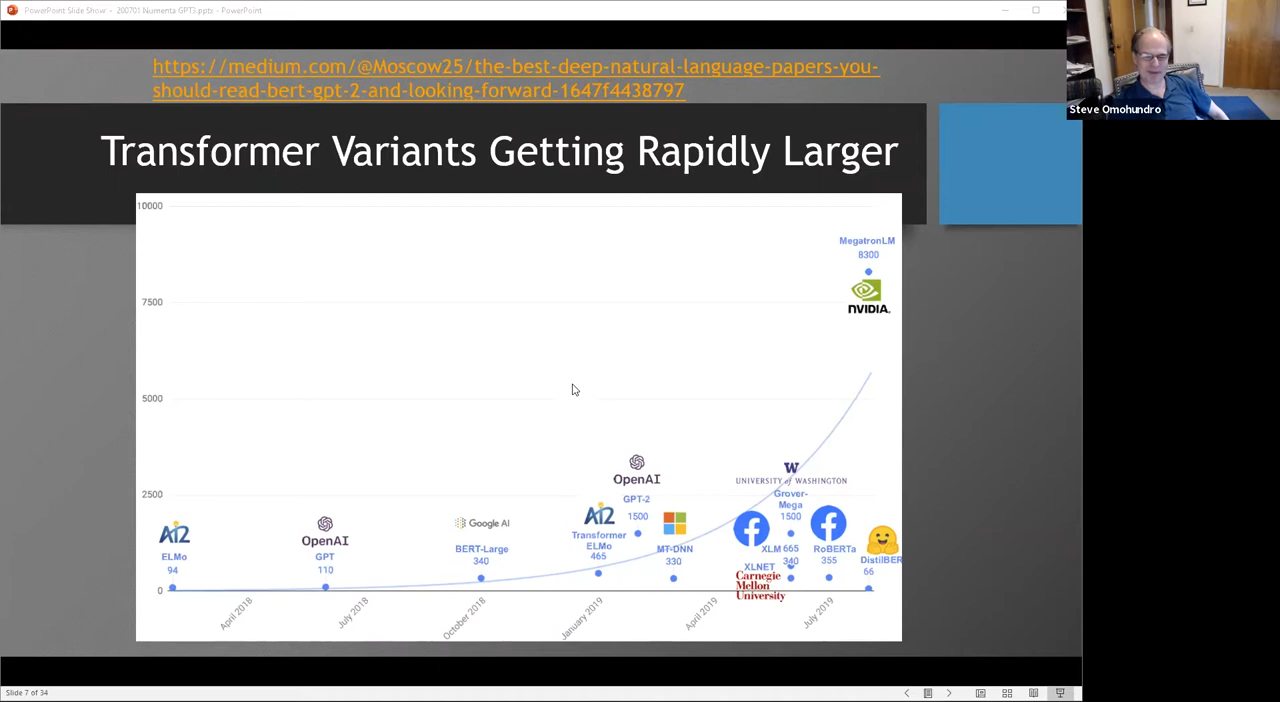 PowerPoint Slide Show - 200701 Numenta GPT3.pptx - PowerPoint
Steve Omohundro
https://medium.com/@Moscow25/the-best-deep-natural-language-papers-you-
should-read-bert-gpt-2-and-looking-forward-1647f4438797
Transformer Variants Getting Rapidly Larger
10000
7500
5000
2500
0
MegatronLM
8300
NVIDIA.
AI2
ELMo
94
OpenAI
GPT
110
Google AI
BERT-Large
340
AI2
Transformer
ELMo
465
OpenAI
GPT-2
1500
MT-DNN
330
W
UNIVERSITY of WASHINGTON
Grover-
Mega
1500
XLM 665
XLNET
340
Carnegie
Mellon
University
RoBERTa
355
DistilBER
66
April 2018
July 2018
October 2018
January 2019
April 2019
July 2019
Slide 7 of 34